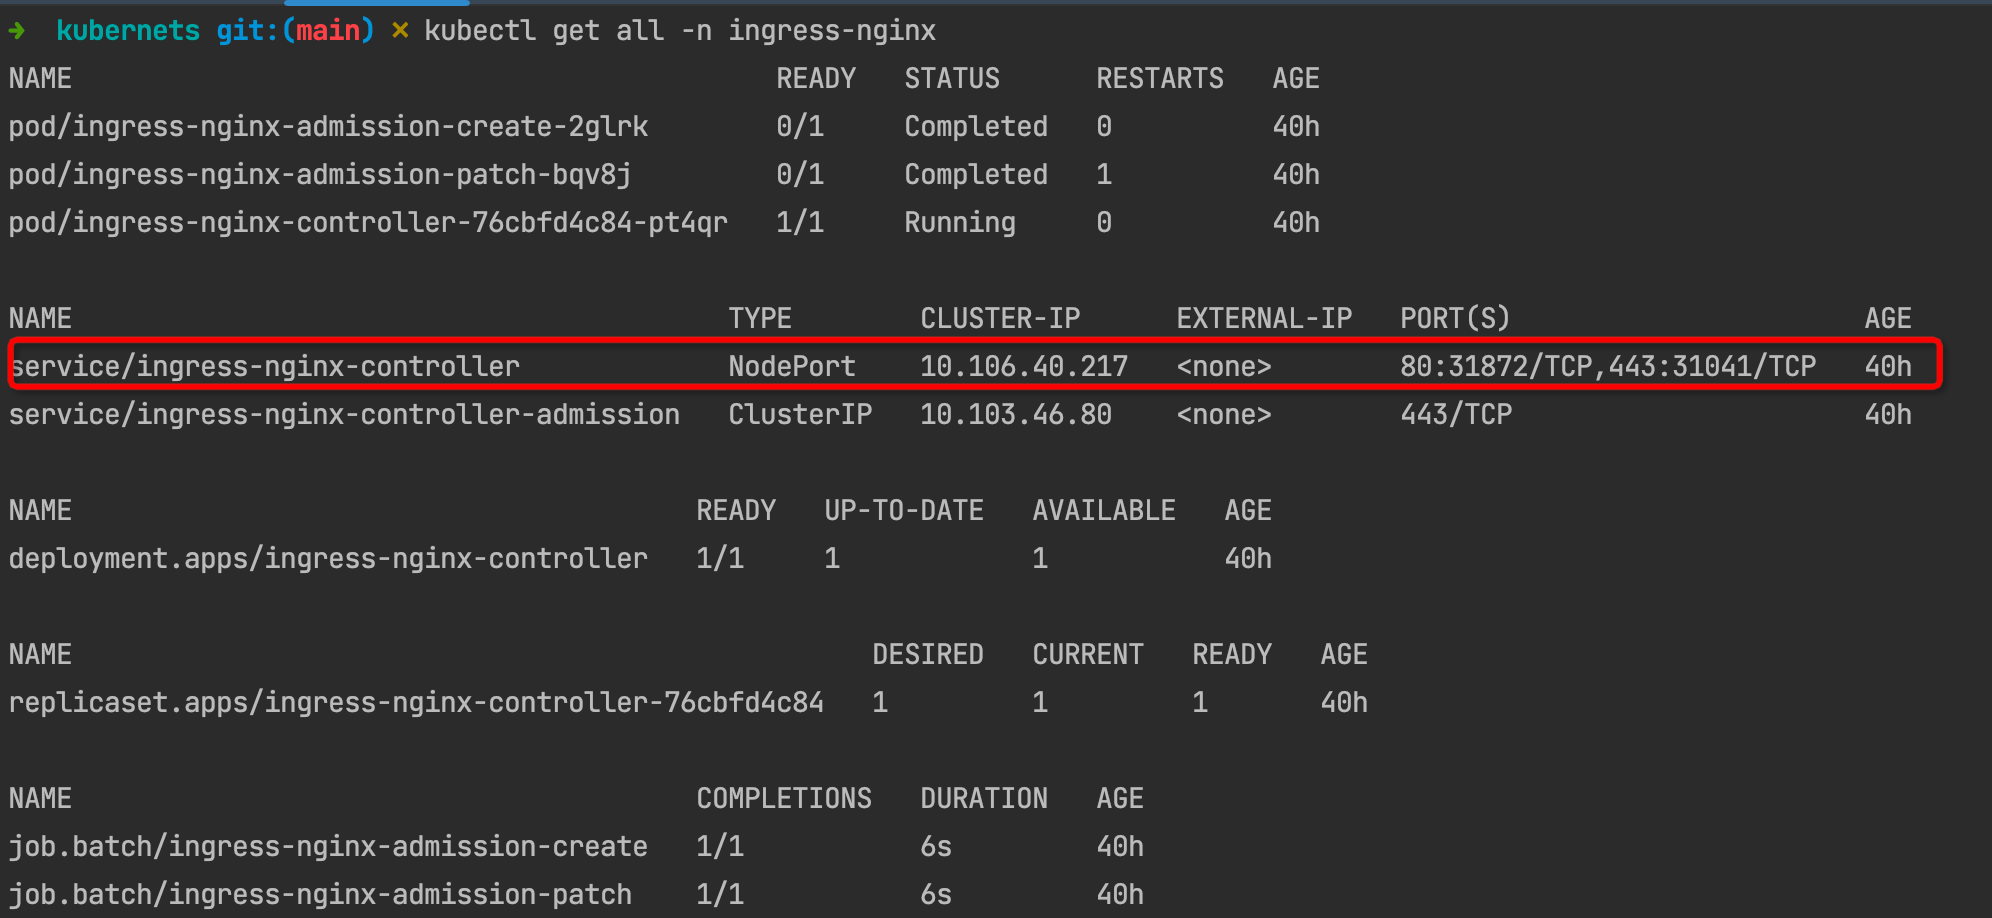 ➜  kubernets git:(main) ✗ kubectl get all -n ingress-nginx
NAME                                            READY   STATUS      RESTARTS   AGE
pod/ingress-nginx-admission-create-2glrk        0/1     Completed   0          40h
pod/ingress-nginx-admission-patch-bqv8j         0/1     Completed   1          40h
pod/ingress-nginx-controller-76cbfd4c84-pt4qr   1/1     Running     0          40h
NAME                                         TYPE        CLUSTER-IP      EXTERNAL-IP   PORT(S)                      AGE
service/ingress-nginx-controller             NodePort    10.106.40.217   <none>        80:31872/TCP,443:31041/TCP   40h
service/ingress-nginx-controller-admission   ClusterIP   10.103.46.80    <none>        443/TCP                      40h
NAME                                       READY   UP-TO-DATE   AVAILABLE   AGE
deployment.apps/ingress-nginx-controller   1/1     1            1           40h
NAME                                                  DESIRED   CURRENT   READY   AGE
replicaset.apps/ingress-nginx-controller-76cbfd4c84   1         1         1       40h
NAME                                       COMPLETIONS   DURATION   AGE
job.batch/ingress-nginx-admission-create   1/1           6s         40h
job.batch/ingress-nginx-admission-patch    1/1           6s         40h